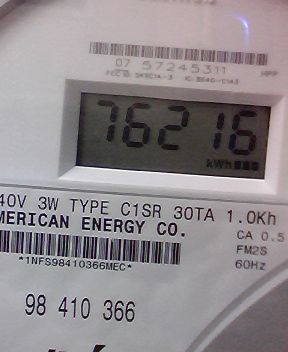 07 57245311
76216
kWh
40V 3W TYPE C1SR 30TA 1.0Kh
MERICAN ENERGY CO.
CA 0.5
FM2S
60Hz
*1NFS98410366MEC*
98 410 366